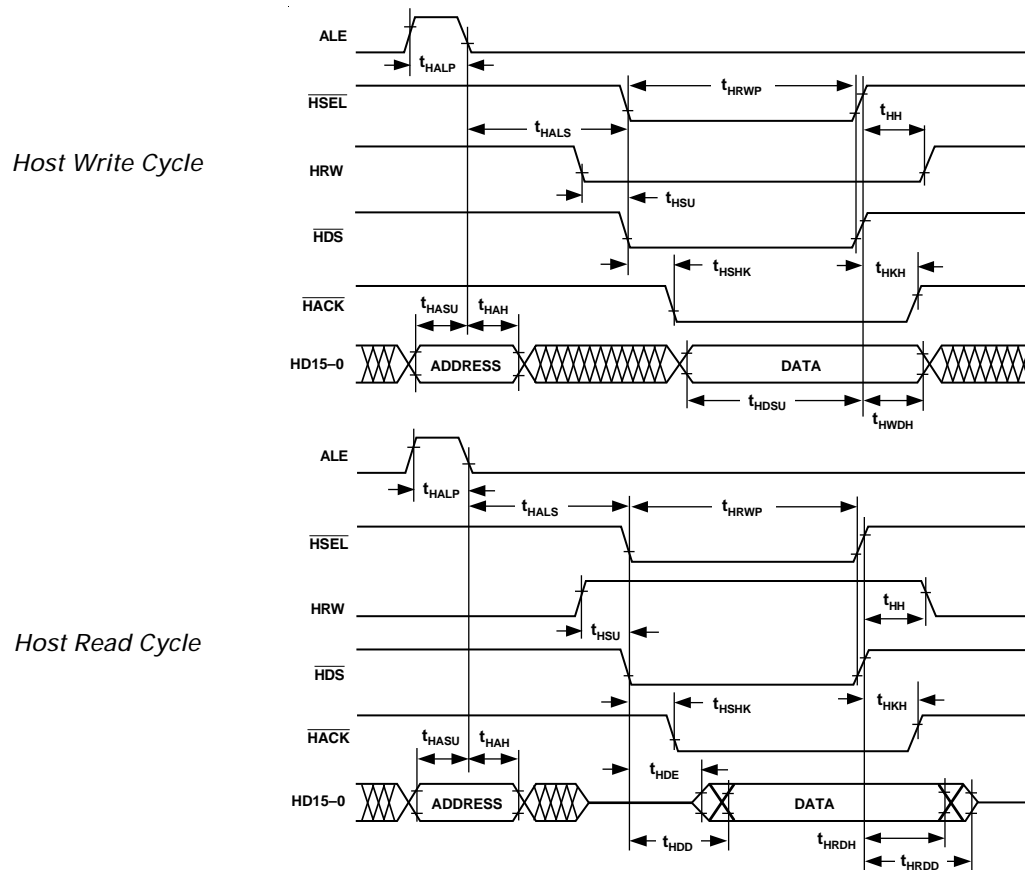 ALE
tHALP
HSEL
tHRWP
tHH
tHALS
Host Write Cycle
HRW
tHSU
HDS
tHSHK
tHKH
HACK
tHASU
tHAH
HD15–0
ADDRESS
DATA
tHDSU
tHWDH
ALE
tHALP
tHALS
tHRWP
HSEL
HRW
tHH
tHSU
Host Read Cycle
HDS
tHSHK
tHKH
HACK
tHASU
tHAH
tHDE
HD15–0
ADDRESS
DATA
tHDD
tHRDH
tHRDD